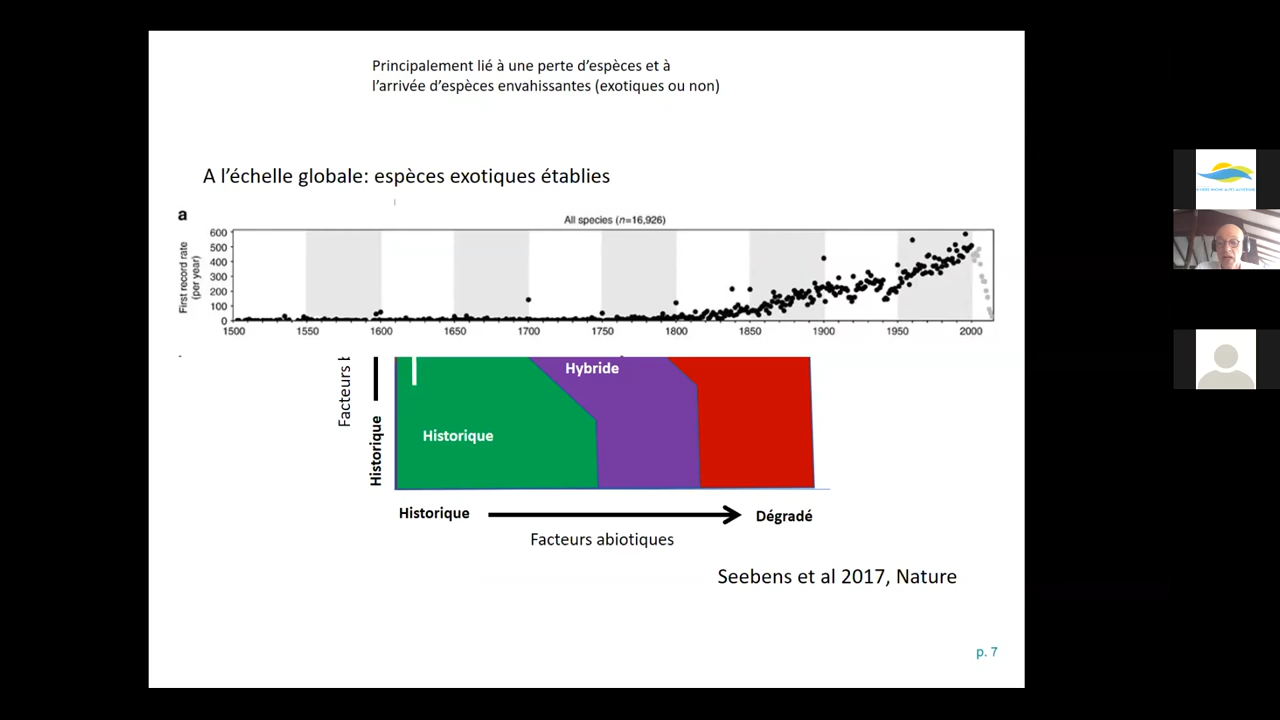 Principalement lié à une perte d'espèces et à
l'arrivée d'espèces envahissantes (exotiques ou non)
A l'échelle globale: espèces exotiques établies
a
All species (n=16,926)
First record rate
(per year)
600
500
400
300
200
100
0
1500 1550 1600 1650 1700 1750 1800 1850 1900 1950 2000
Facteurs
Historique
Hybride
Historique
Historique
Dégradé
Facteurs abiotiques
Seebens et al 2017, Nature
p. 7